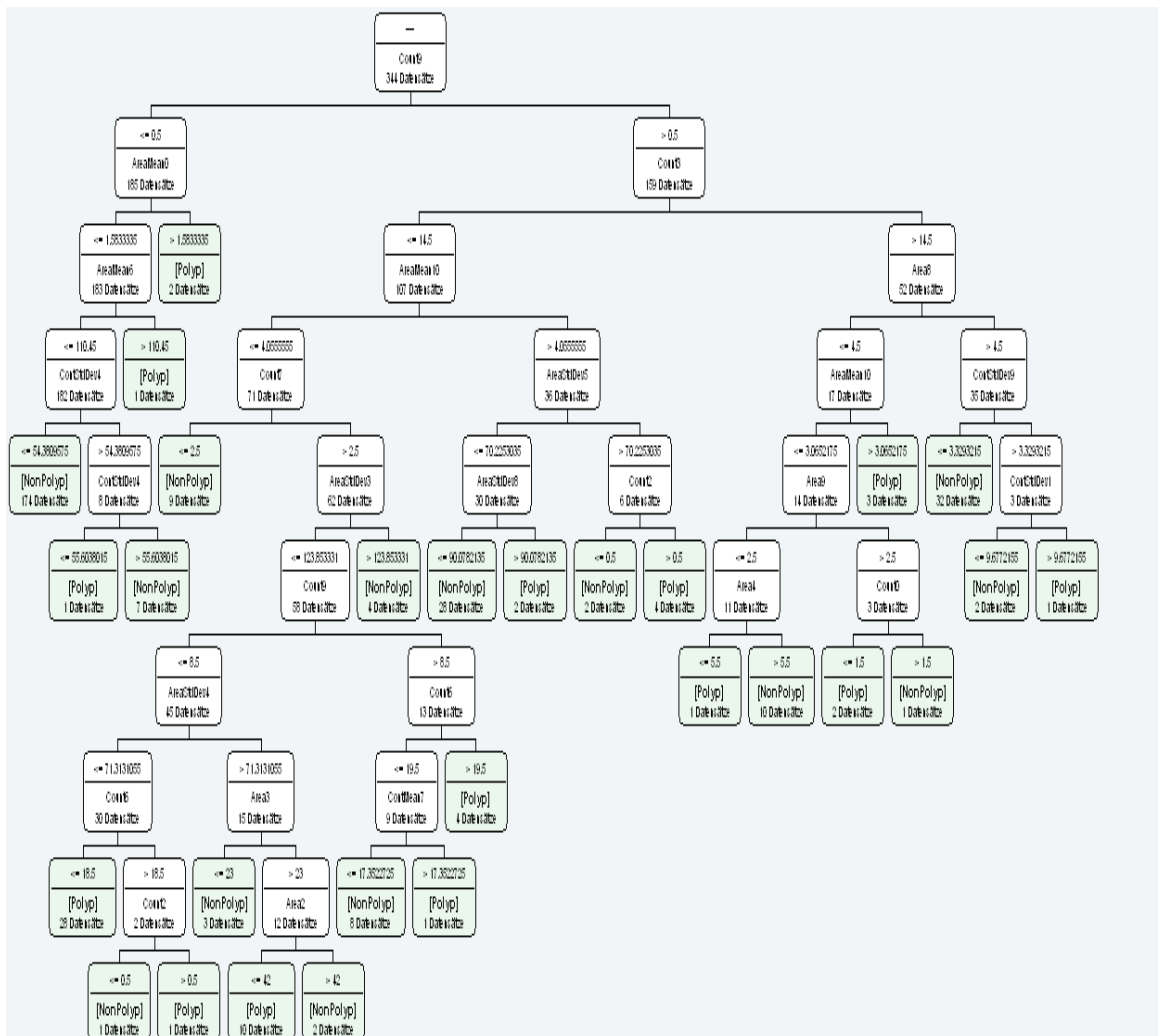 —
Count9
344 Datensätze
<= 0.5
AreaMean0
185 Datensätze
> 0.5
Count3
159 Datensätze
<= 1.5833335
AreaMean6
183 Datensätze
> 1.5833335
[Polyp]
2 Datensätze
<= 14.5
AreaMean10
107 Datensätze
> 14.5
Area8
52 Datensätze
<= 110.45
ContStdDev4
182 Datensätze
> 110.45
[Polyp]
1 Datensätze
<= 4.0555555
Count7
71 Datensätze
> 4.0555555
AreaStdDev5
36 Datensätze
<= 4.5
AreaMean10
17 Datensätze
> 4.5
ContStdDev9
35 Datensätze
<= 54.3809575
[NonPolyp]
174 Datensätze
> 54.3809575
ContStdDev4
8 Datensätze
<= 2.5
[NonPolyp]
9 Datensätze
> 2.5
AreaStdDev3
62 Datensätze
<= 70.2253035
AreaStdDev8
30 Datensätze
> 70.2253035
Count2
6 Datensätze
<= 3.0652175
Area9
14 Datensätze
> 3.0652175
[Polyp]
3 Datensätze
<= 3.3293215
[NonPolyp]
32 Datensätze
> 3.3293215
ContStdDev1
3 Datensätze
<= 55.6038015
[Polyp]
1 Datensätze
> 55.6038015
[NonPolyp]
7 Datensätze
<= 123.853331
Count9
58 Datensätze
> 123.853331
[NonPolyp]
4 Datensätze
<= 90.0782135
[NonPolyp]
28 Datensätze
> 90.0782135
[Polyp]
2 Datensätze
<= 0.5
[NonPolyp]
2 Datensätze
> 0.5
[Polyp]
4 Datensätze
<= 2.5
Area4
11 Datensätze
> 2.5
Count0
3 Datensätze
<= 9.6772155
[NonPolyp]
2 Datensätze
> 9.6772155
[Polyp]
1 Datensätze
<= 8.5
AreaStdDev4
45 Datensätze
> 8.5
Count5
13 Datensätze
<= 5.5
[Polyp]
1 Datensätze
> 5.5
[NonPolyp]
10 Datensätze
<= 1.5
[Polyp]
2 Datensätze
> 1.5
[NonPolyp]
1 Datensätze
<= 71.3131055
Count6
30 Datensätze
> 71.3131055
Area3
15 Datensätze
<= 19.5
ContMean7
9 Datensätze
> 19.5
[Polyp]
4 Datensätze
<= 18.5
[Polyp]
28 Datensätze
> 18.5
Count2
2 Datensätze
<= 23
[NonPolyp]
3 Datensätze
> 23
Area2
12 Datensätze
<= 17.3522725
[NonPolyp]
8 Datensätze
> 17.3522725
[Polyp]
1 Datensätze
<= 0.5
[NonPolyp]
1 Datensätze
> 0.5
[Polyp]
1 Datensätze
<= 42
[Polyp]
10 Datensätze
> 42
[NonPolyp]
2 Datensätze